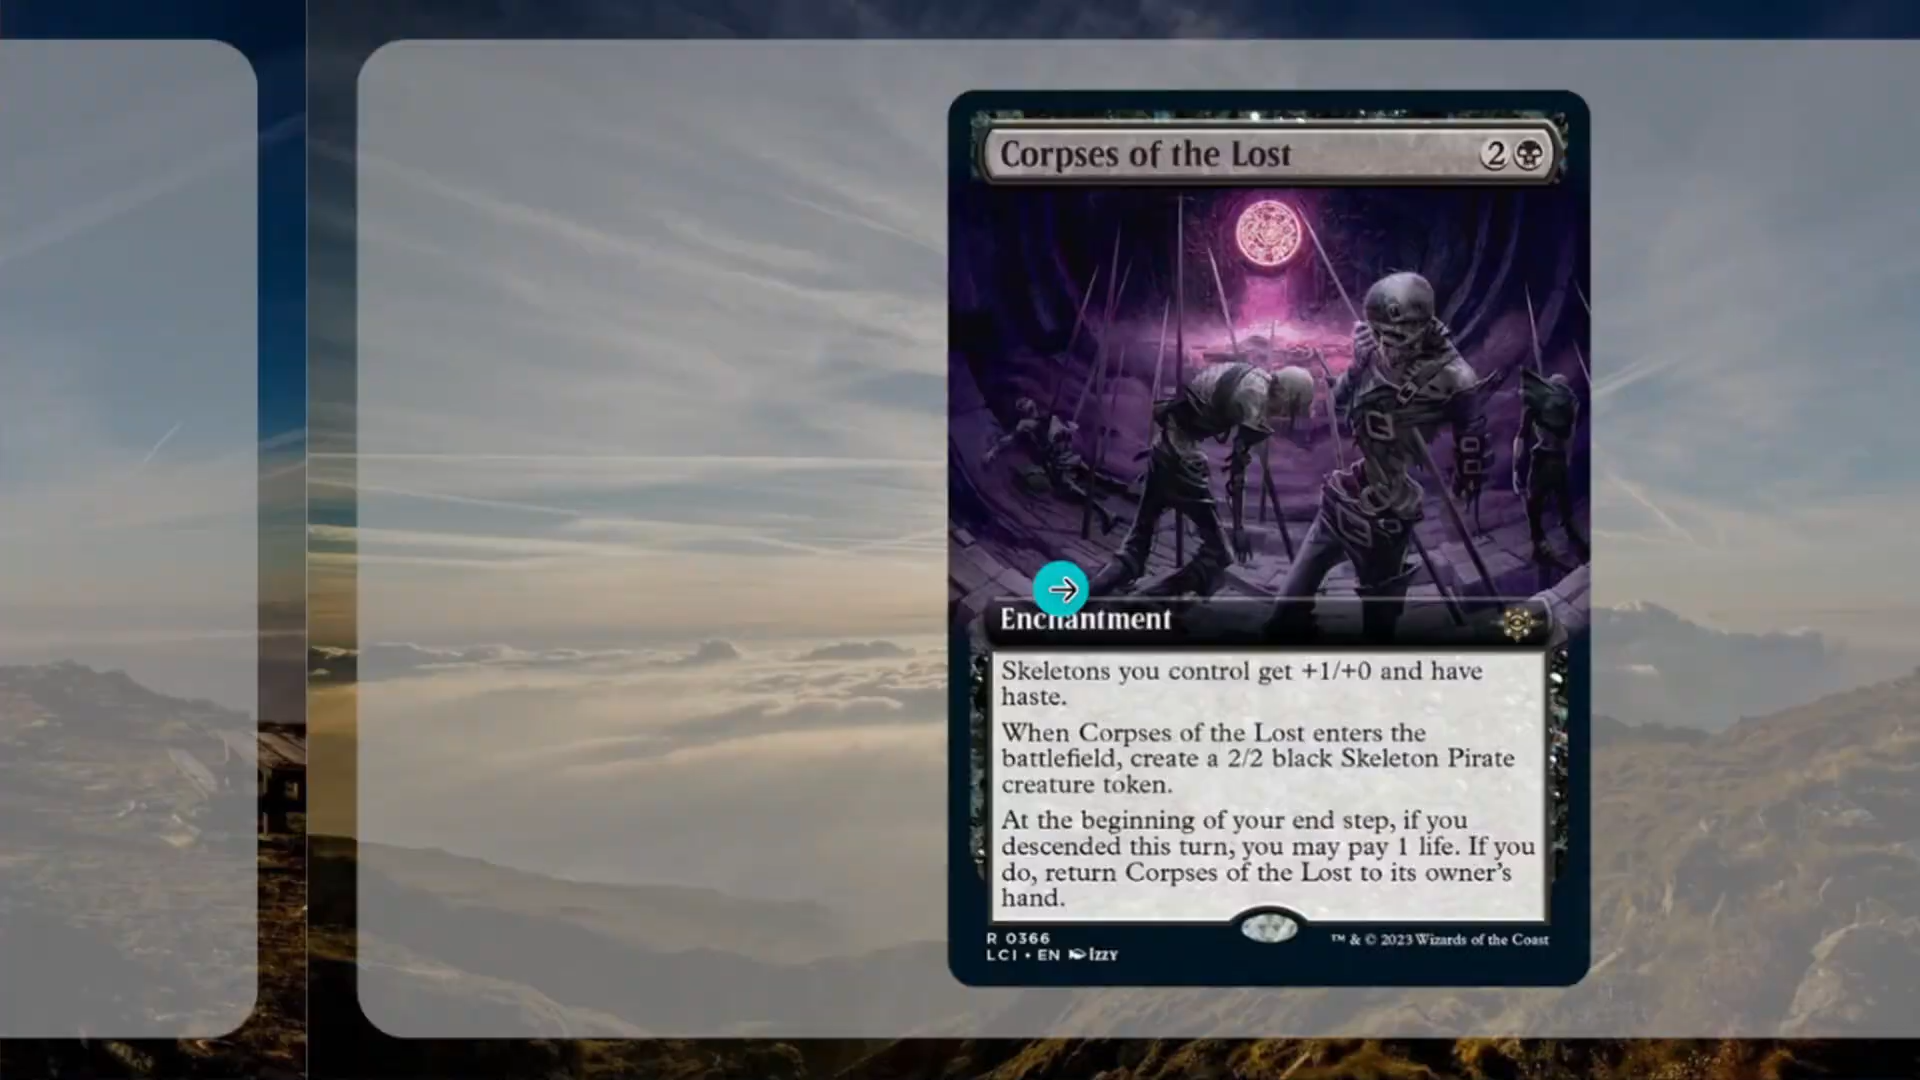 Corpses of the Lost
2
Enchantment
Skeletons you control get +1/+0 and have
haste.
When Corpses of the Lost enters the
battlefield, create a 2/2 black Skeleton Pirate
creature token.
At the beginning of your end step, if you
descended this turn, you may pay 1 life. If you
do, return Corpses of the Lost to its owner's
hand.
R 0366
LCI • EN Izzy
™ & © 2023 Wizards of the Coast